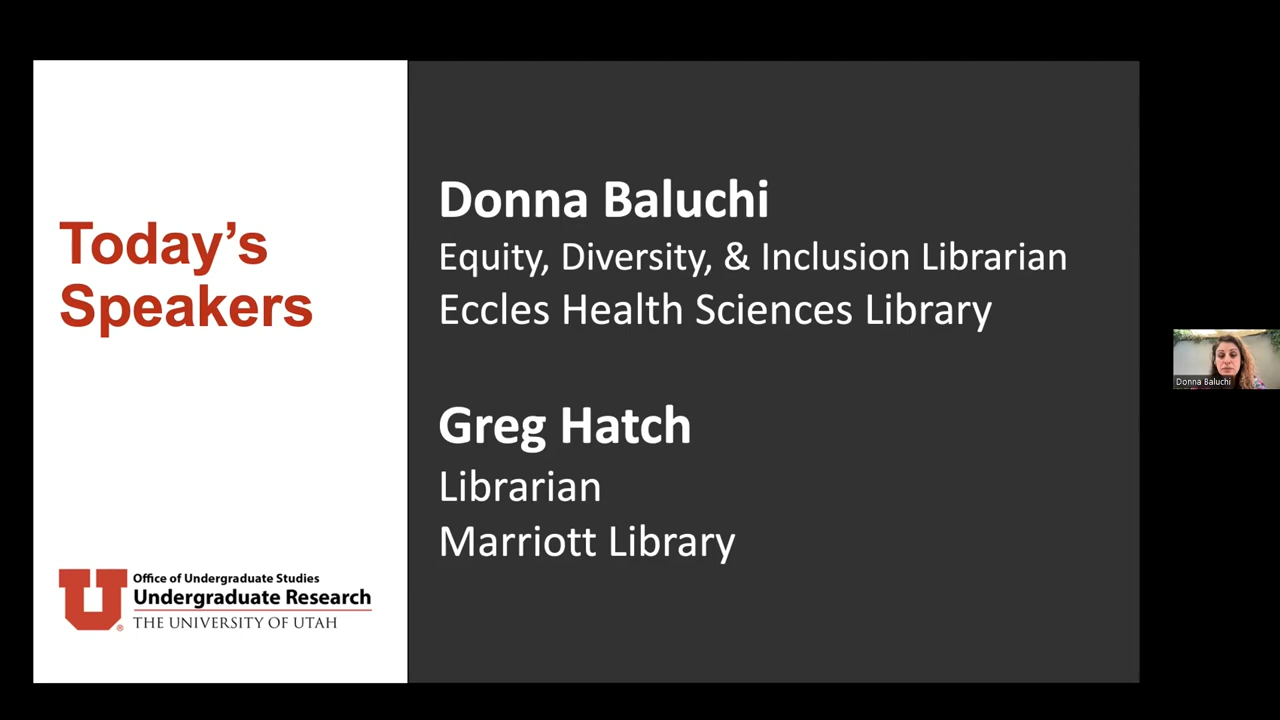 Today’s
Speakers
Donna Baluchi
Equity, Diversity, & Inclusion Librarian
Eccles Health Sciences Library
Greg Hatch
Librarian
Marriott Library
U
Office of Undergraduate Studies
Undergraduate Research
THE UNIVERSITY OF UTAH
Donna Baluchi